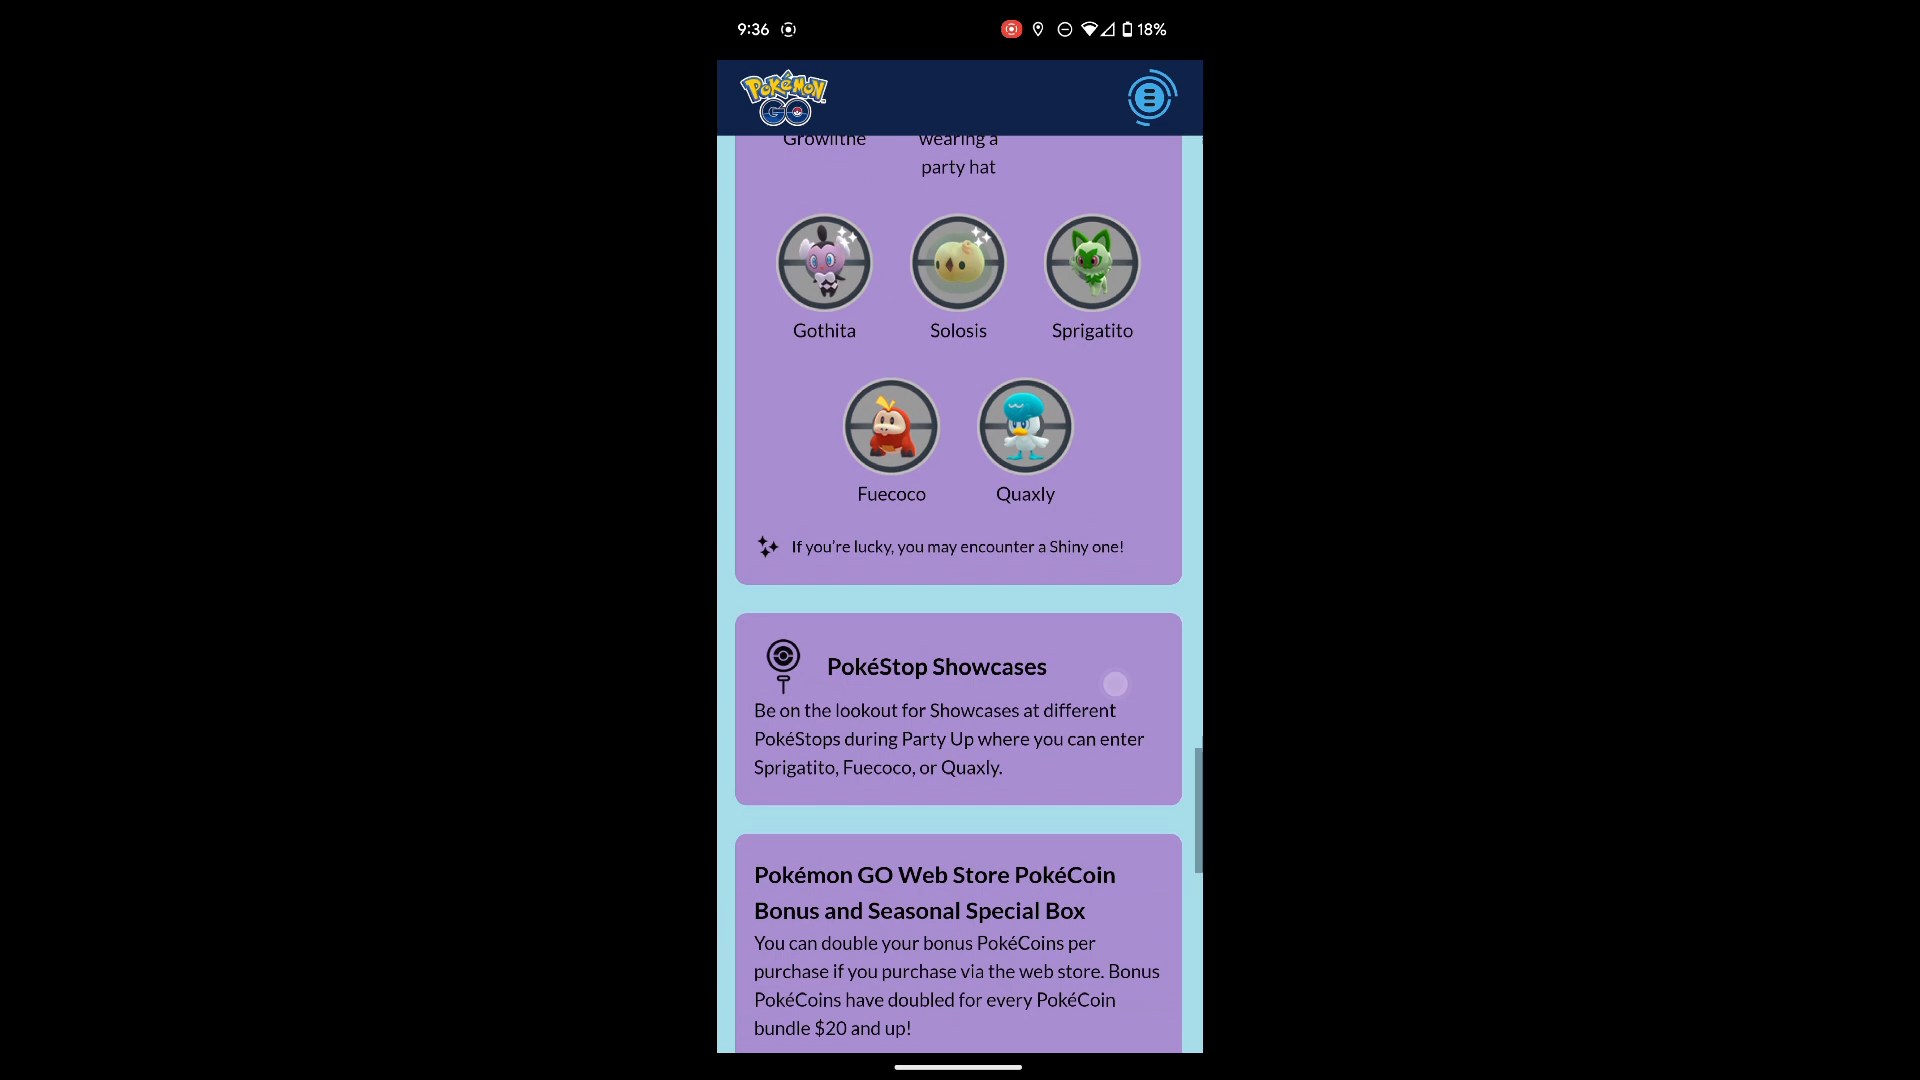 9:36
18%
POKÉMON
GO
Growlithe
wearing a
party hat
Gothita
Solosis
Sprigatito
Fuecoco
Quaxly
If you're lucky, you may encounter a Shiny one!
PokéStop Showcases
Be on the lookout for Showcases at different
PokéStops during Party Up where you can enter
Sprigatito, Fuecoco, or Quaxly.
Pokémon GO Web Store PokéCoin
Bonus and Seasonal Special Box
You can double your bonus PokéCoins per
purchase if you purchase via the web store. Bonus
PokéCoins have doubled for every PokéCoin
bundle $20 and up!